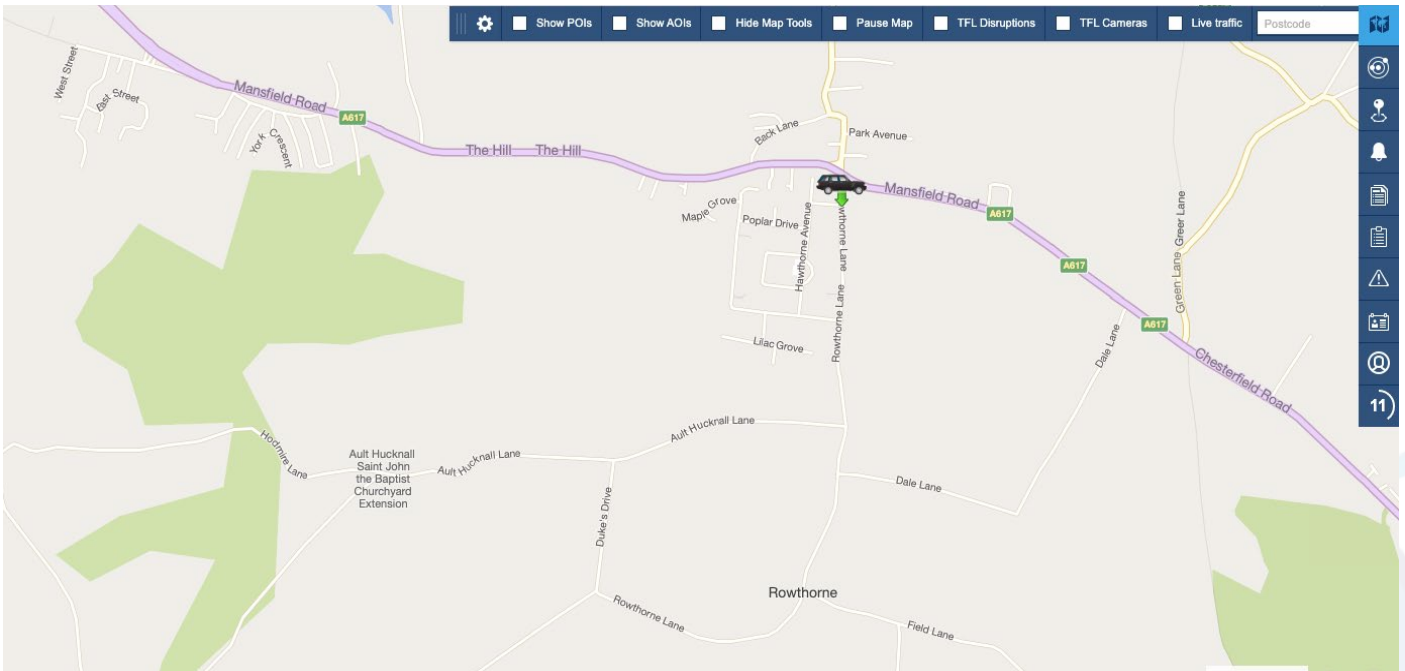 Show POIs
Show AOIs
Hide Map Tools
Pause Map
TFL Disruptions
TFL Cameras
Live traffic
Postcode
West Street
East Street
Mansfield Road
A617
York Crescent
The Hill
The Hill
Back Lane
Park Avenue
Mansfield Road
A617
Maple Grove
Poplar Drive
Hawthorne Avenue
Rowthorne Lane
Green Lane
Greer Lane
A617
A617
Rowthorne Lane
Lilac Grove
Dale Lane
Chesterfield Road
11
Ault Hucknall Lane
Hodmire Lane
Ault Hucknall
Saint John
the Baptist
Churchyard
Extension
Ault Hucknall Lane
Dale Lane
Duke's Drive
Rowthorne
Rowthorne Lane
Field Lane